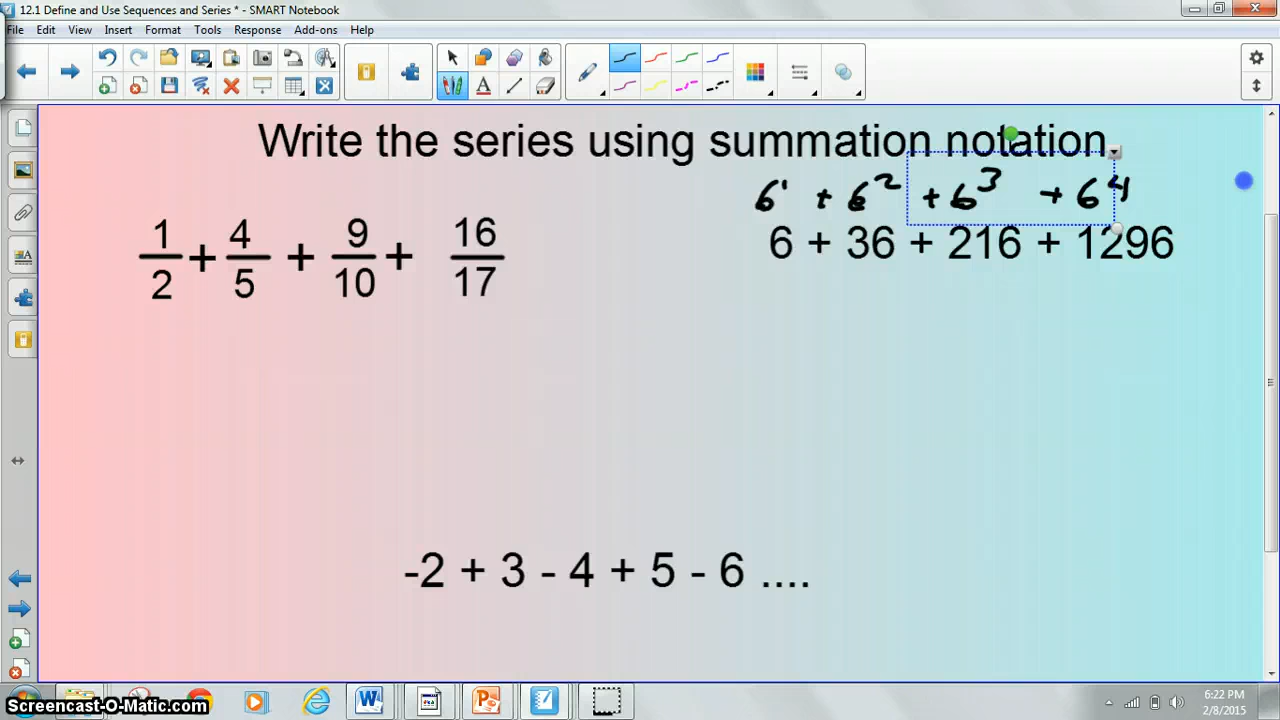 12.1 Define and Use Sequences and Series * - SMART Notebook
File Edit View Insert Format Tools Response Add-ons Help
Write the series using summation notation
6¹ + 6² + 6³ + 6⁴
1/2 + 4/5 + 9/10 + 16/17
6 + 36 + 216 + 1296
-2 + 3 - 4 + 5 - 6 ....
Screencast-O-Matic.com
6:22 PM
2/8/2015